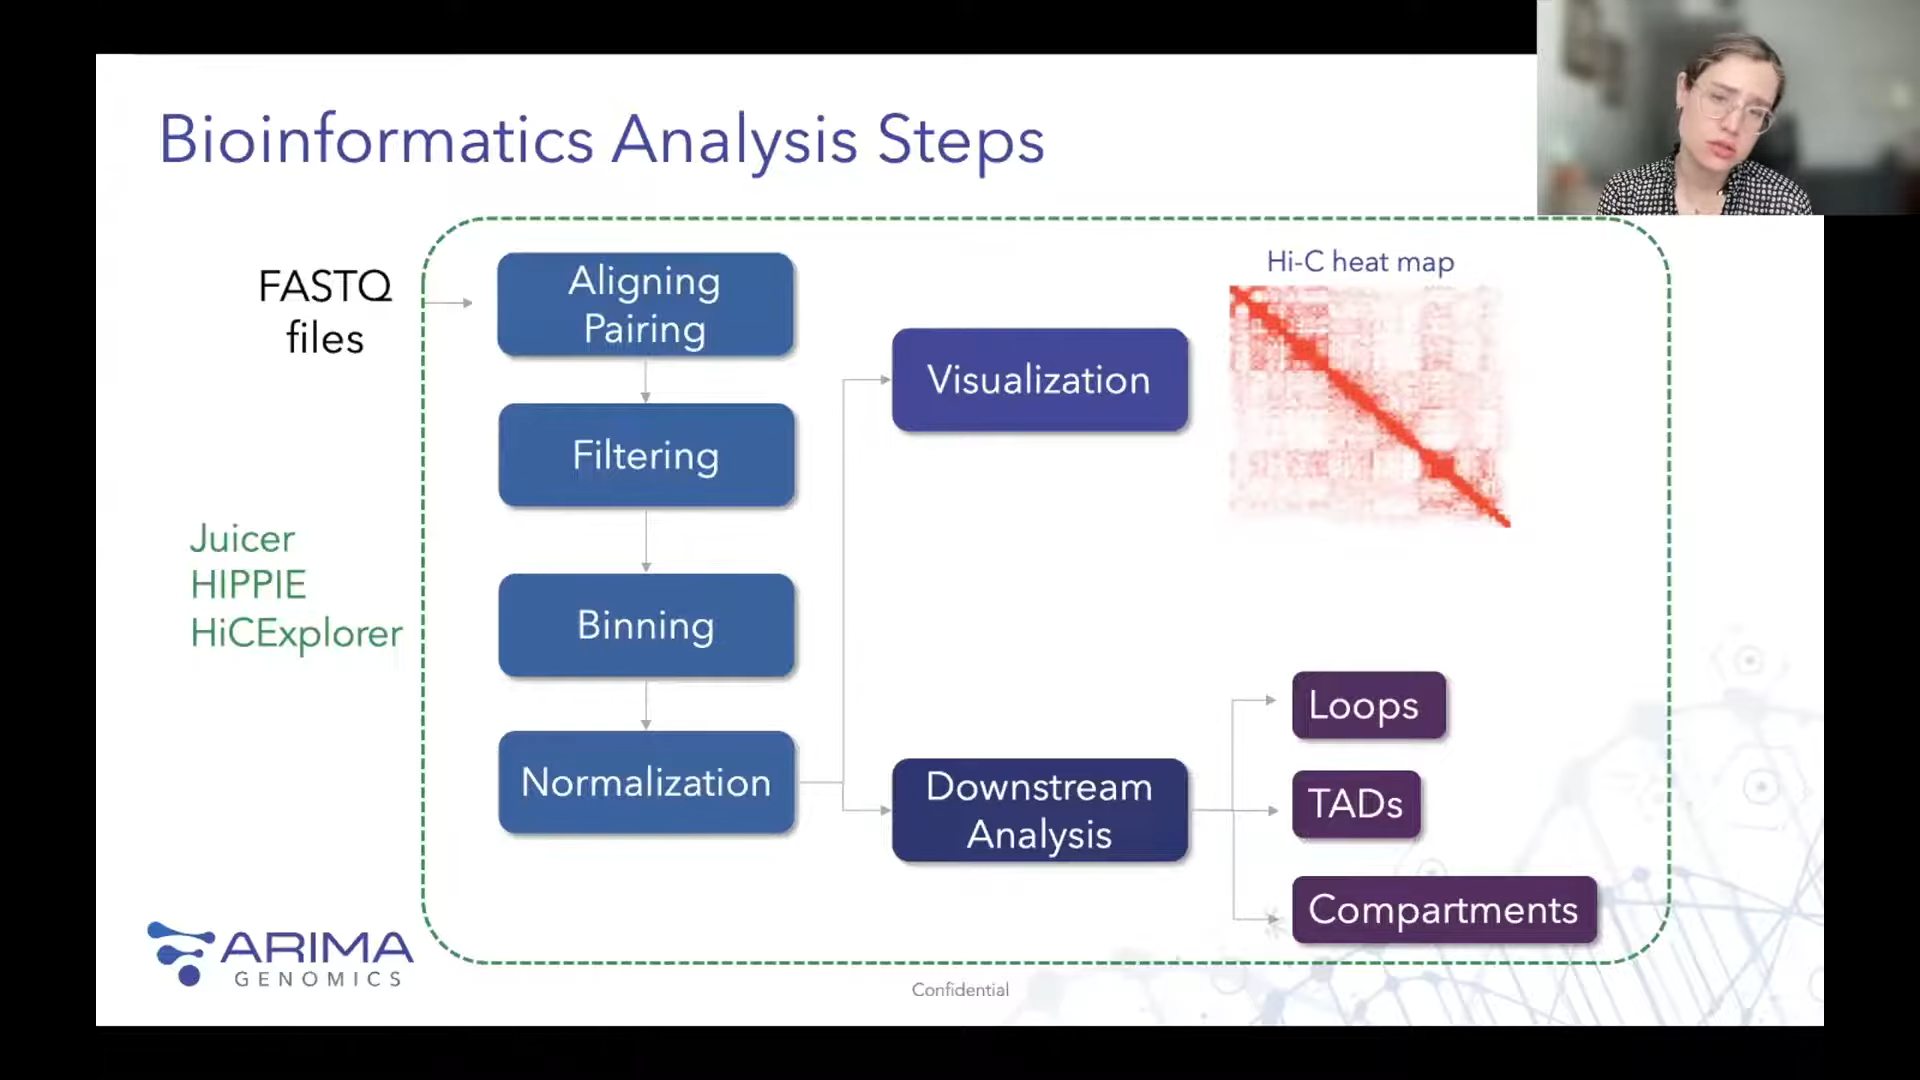 Bioinformatics Analysis Steps
FASTQ
files
Aligning
Pairing
Filtering
Binning
Normalization
Juicer
HIPPIE
HiCExplorer
Visualization
Hi-C heat map
Downstream
Analysis
Loops
TADs
Compartments
ARIMA
GENOMICS
Confidential